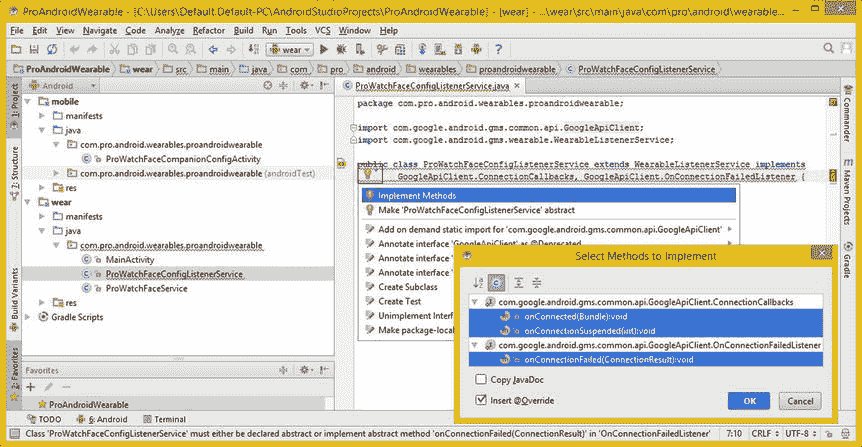 ProAndroidWearable - [C:\Users\Default.Default-PC\AndroidStudioProjects\ProAndroidWearable] - [wear] - ...\wear\src\main\java\com\pro\android\wearable...
File Edit View Navigate Code Analyze Refactor Build Run Tools VCS Window Help
wear
ProAndroidWearable wear src main java com pro android wearables proandroidwearable ProWatchFaceConfigListenerService
Android
ProWatchFaceConfigListenerService.java
1: Project
7: Structure
Build Variants
2: Favorites
mobile
manifests
java
com.pro.android.wearables.proandroidwearable
ProWatchFaceCompanionConfigActivity
com.pro.android.wearables.proandroidwearable (androidTest)
res
wear
manifests
java
com.pro.android.wearables.proandroidwearable
MainActivity
ProWatchFaceConfigListenerService
ProWatchFaceService
res
Gradle Scripts
Favorites
ProAndroidWearable
package com.pro.android.wearables.proandroidwearable;
import com.google.android.gms.common.api.GoogleApiClient;
import com.google.android.gms.wearable.WearableListenerService;
public class ProWatchFaceConfigListenerService extends WearableListenerService implements
GoogleApiClient.ConnectionCallbacks, GoogleApiClient.OnConnectionFailedListener {
Implement Methods
Make 'ProWatchFaceConfigListenerService' abstract
Add on demand static import for 'com.google.android.gms.common.api.GoogleApiClient'
Annotate interface 'GoogleApiClient' as @Deprecated
Annotate interface
Annotate interface
Create Subclass
Create Test
Unimplement Interf
Make package-local
Select Methods to Implement
com.google.android.gms.common.api.GoogleApiClient.ConnectionCallbacks
onConnected(Bundle):void
onConnectionSuspended(int):void
com.google.android.gms.common.api.GoogleApiClient.OnConnectionFailedListener
onConnectionFailed(ConnectionResult):void
Copy JavaDoc
Insert @Override
OK Cancel
Commander
Maven Projects
Gradle
TODO 6: Android Terminal
Class 'ProWatchFaceConfigListenerService' must either be declared abstract or implement abstract method 'onConnectionFailed(ConnectionResult)' in 'OnConnectionFailedListener' 7:10 CRLF UTF-8